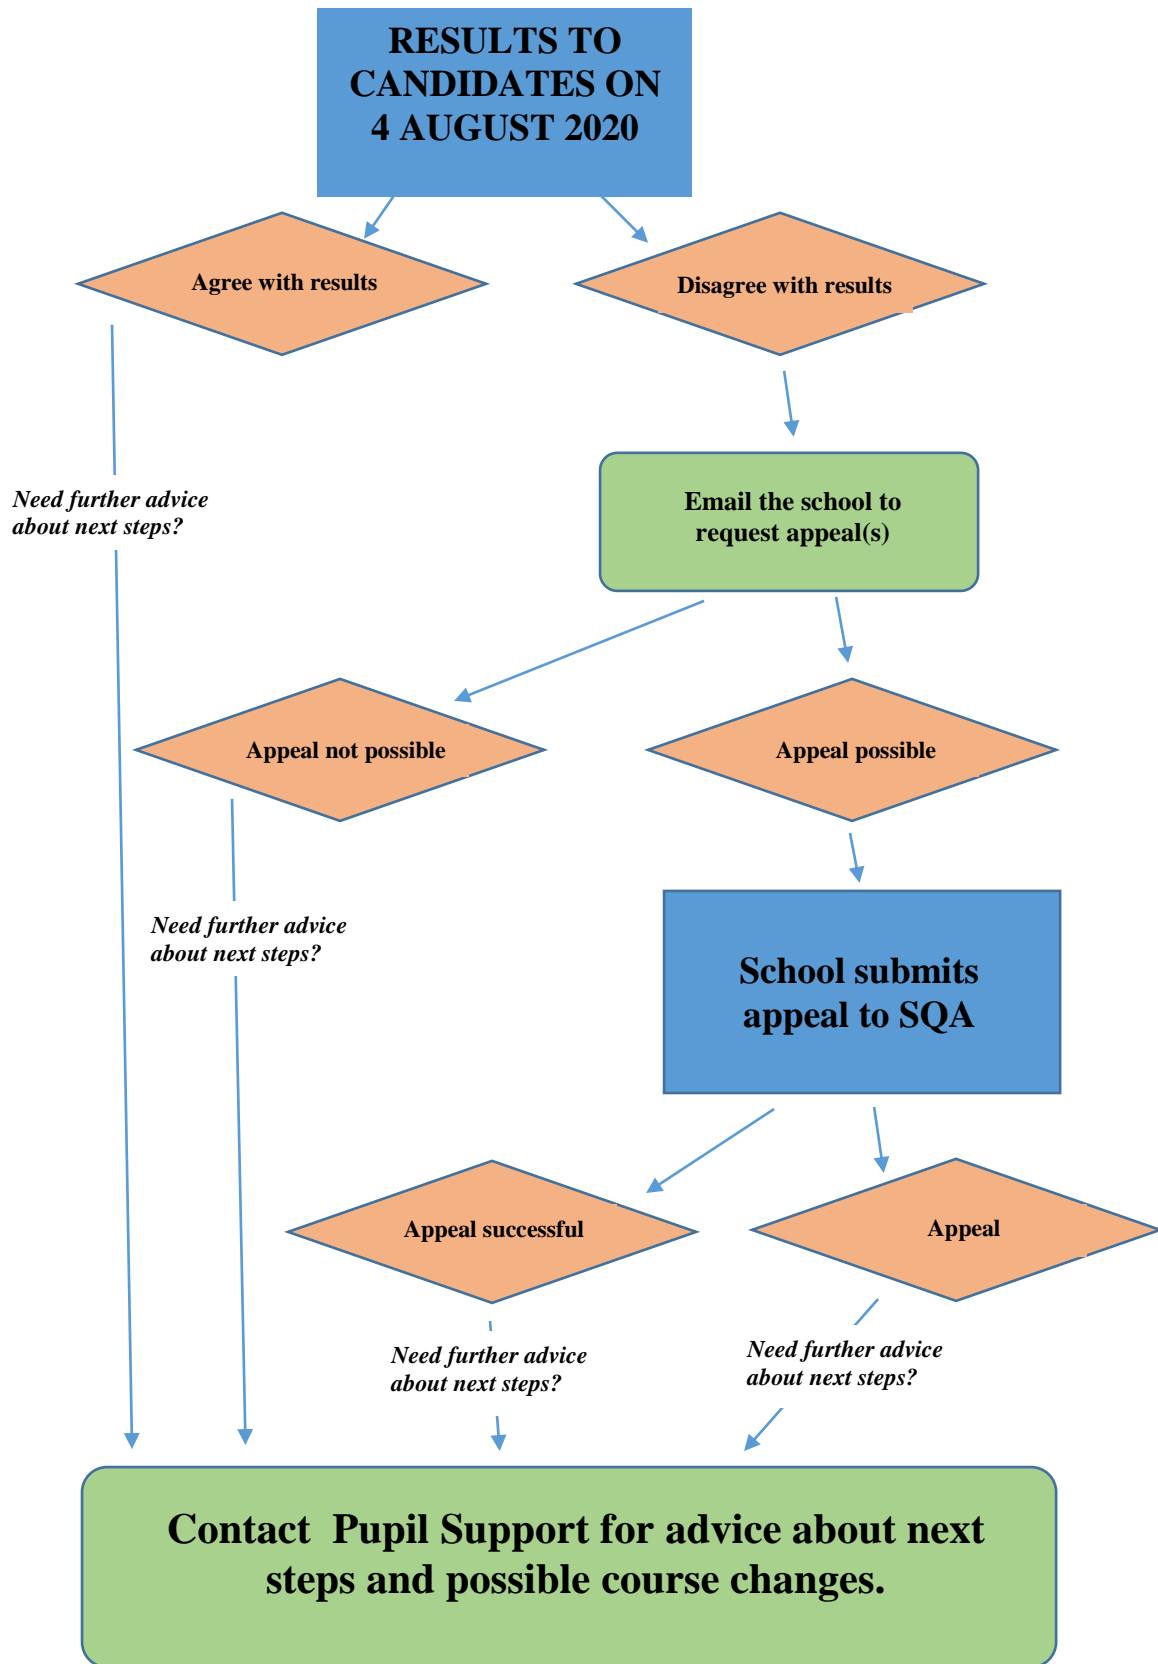 RESULTS TO
CANDIDATES ON
4 AUGUST 2020
Agree with results
Disagree with results
Need further advice
about next steps?
Email the school to
request appeal(s)
Appeal not possible
Appeal possible
Need further advice
about next steps?
School submits
appeal to SQA
Appeal successful
Appeal
Need further advice
about next steps?
Need further advice
about next steps?
Contact Pupil Support for advice about next
steps and possible course changes.